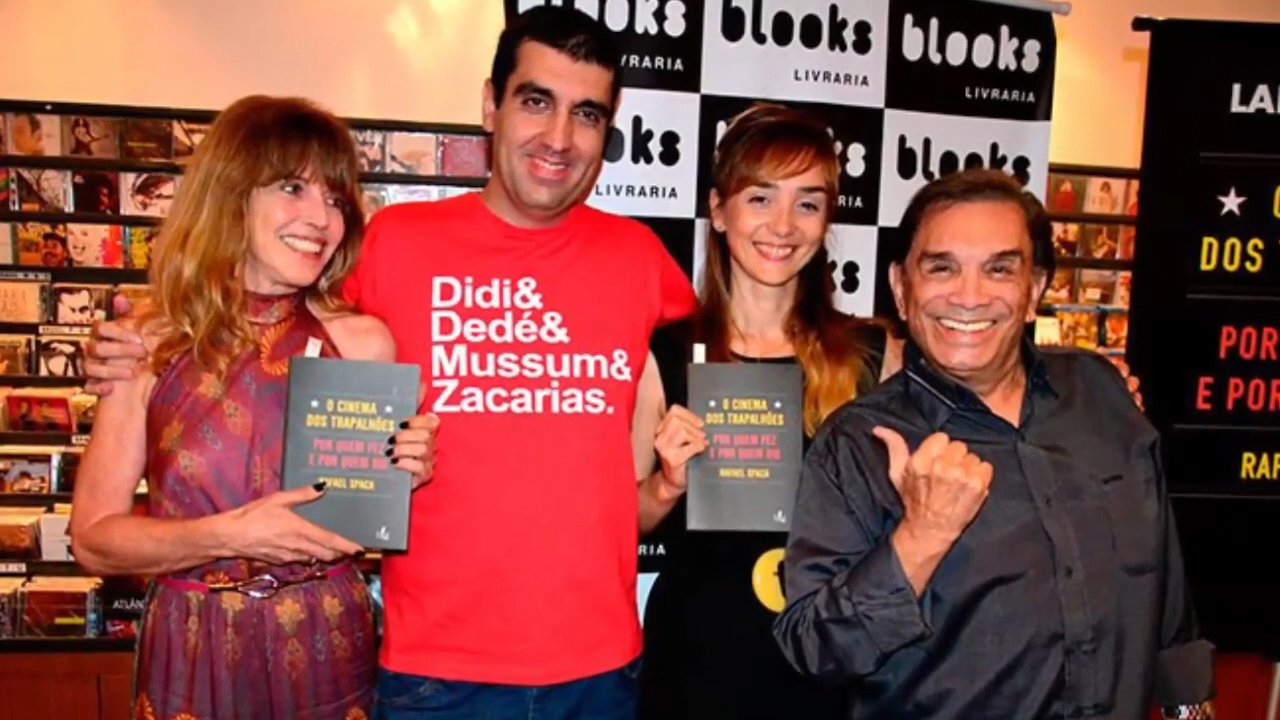 blooks
LIVRARIA
blooks
LIVRARIA
blooks
LIVRARIA
blooks
LIVRARIA
blooks
Didi&
Dedé&
Mussum&
Zacarias.
O CINEMA
DOS TRAPALHÕES
POR QUEM FEZ
E POR QUEM VIU
RAFAEL SPACA
O CINEMA
DOS TRAPALHÕES
POR QUEM FEZ
E POR QUEM VIU
RAFAEL SPACA
DOS
POR
E POR